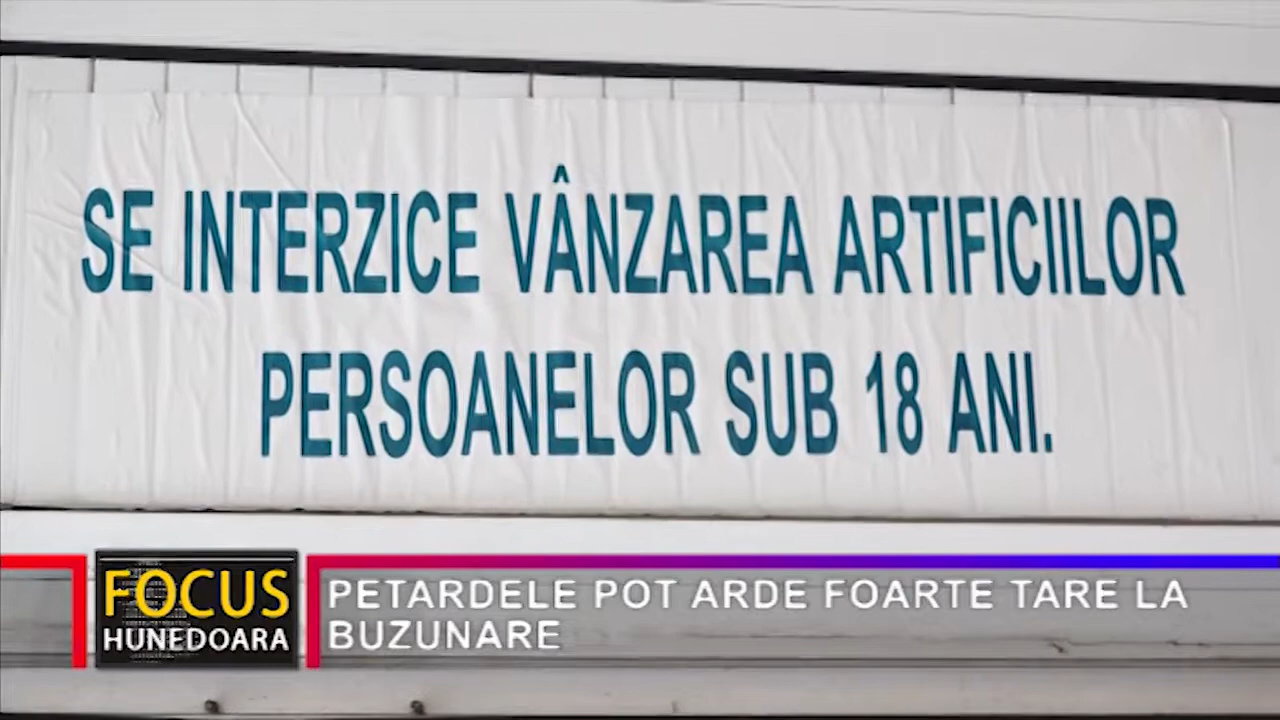 SE INTERZICE VÂNZAREA ARTIFICIILOR
PERSOANELOR SUB 18 ANI.
FOCUS
HUNEDOARA
PETARDELE POT ARDE FOARTE TARE LA
BUZUNARE